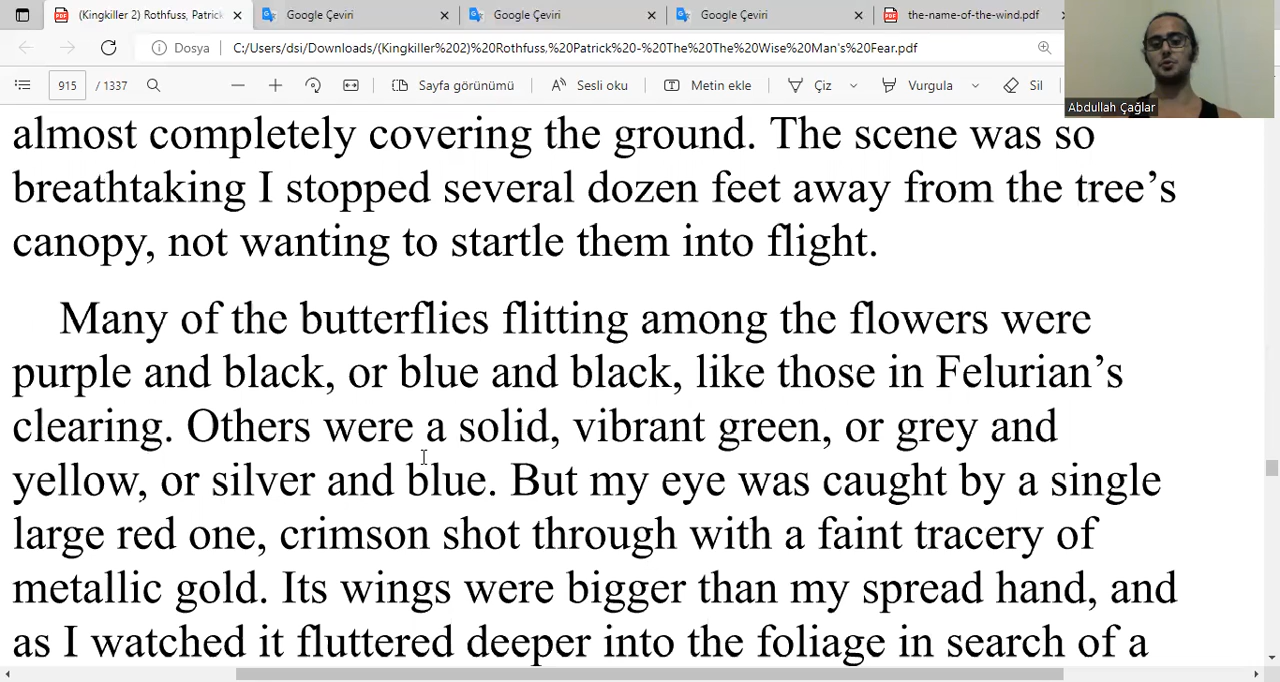 (Kingkiller 2) Rothfuss, Patrick
Google Çeviri
Google Çeviri
Google Çeviri
the-name-of-the-wind.pdf
Dosya
C:/Users/dsi/Downloads/(Kingkiller%202)%20Rothfuss,%20Patrick%20-%20The%20The%20Wise%20Man's%20Fear.pdf
915 / 1337
Sayfa görünümü
Sesli oku
Metin ekle
Çiz
Vurgula
Sil
Abdullah Çağlar
almost completely covering the ground. The scene was so
breathtaking I stopped several dozen feet away from the tree’s
canopy, not wanting to startle them into flight.
Many of the butterflies flitting among the flowers were
purple and black, or blue and black, like those in Felurian’s
clearing. Others were a solid, vibrant green, or grey and
yellow, or silver and blue. But my eye was caught by a single
large red one, crimson shot through with a faint tracery of
metallic gold. Its wings were bigger than my spread hand, and
as I watched it fluttered deeper into the foliage in search of a